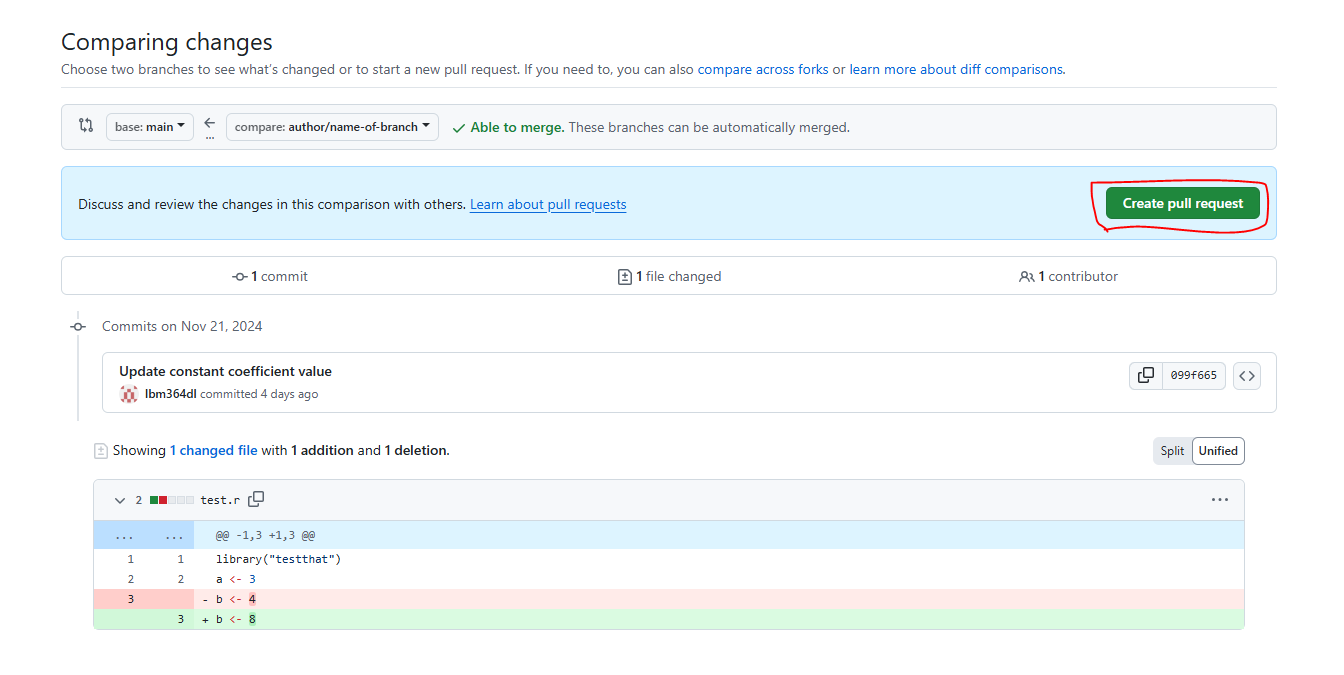 Comparing changes
Choose two branches to see what's changed or to start a new pull request. If you need to, you can also compare across forks or learn more about diff comparisons.
base: main ... compare: author/name-of-branch Able to merge. These branches can be automatically merged.
Discuss and review the changes in this comparison with others. Learn about pull requests Create pull request
1 commit 1 file changed 1 contributor
Commits on Nov 21, 2024
Update constant coefficient value
lbm364dl committed 4 days ago
099f665
Showing 1 changed file with 1 addition and 1 deletion.
Split Unified
2 test.r
... ... @@ -1,3 +1,3 @@
1 1 library("testthat")
2 2 a <- 3
3 - b <- 4
3 + b <- 8